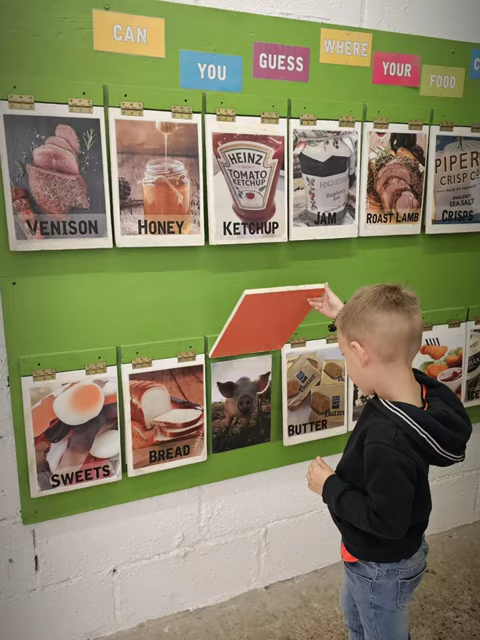 CAN
YOU
GUESS
WHERE
YOUR
FOOD
C
VENISON
HONEY
HEINZ
TOMATO
KETCHUP
KETCHUP
JAM
ROAST LAMB
PIPER
CRISP CO
SEA SALT
CRISPS
SWEETS
BREAD
BUTTER